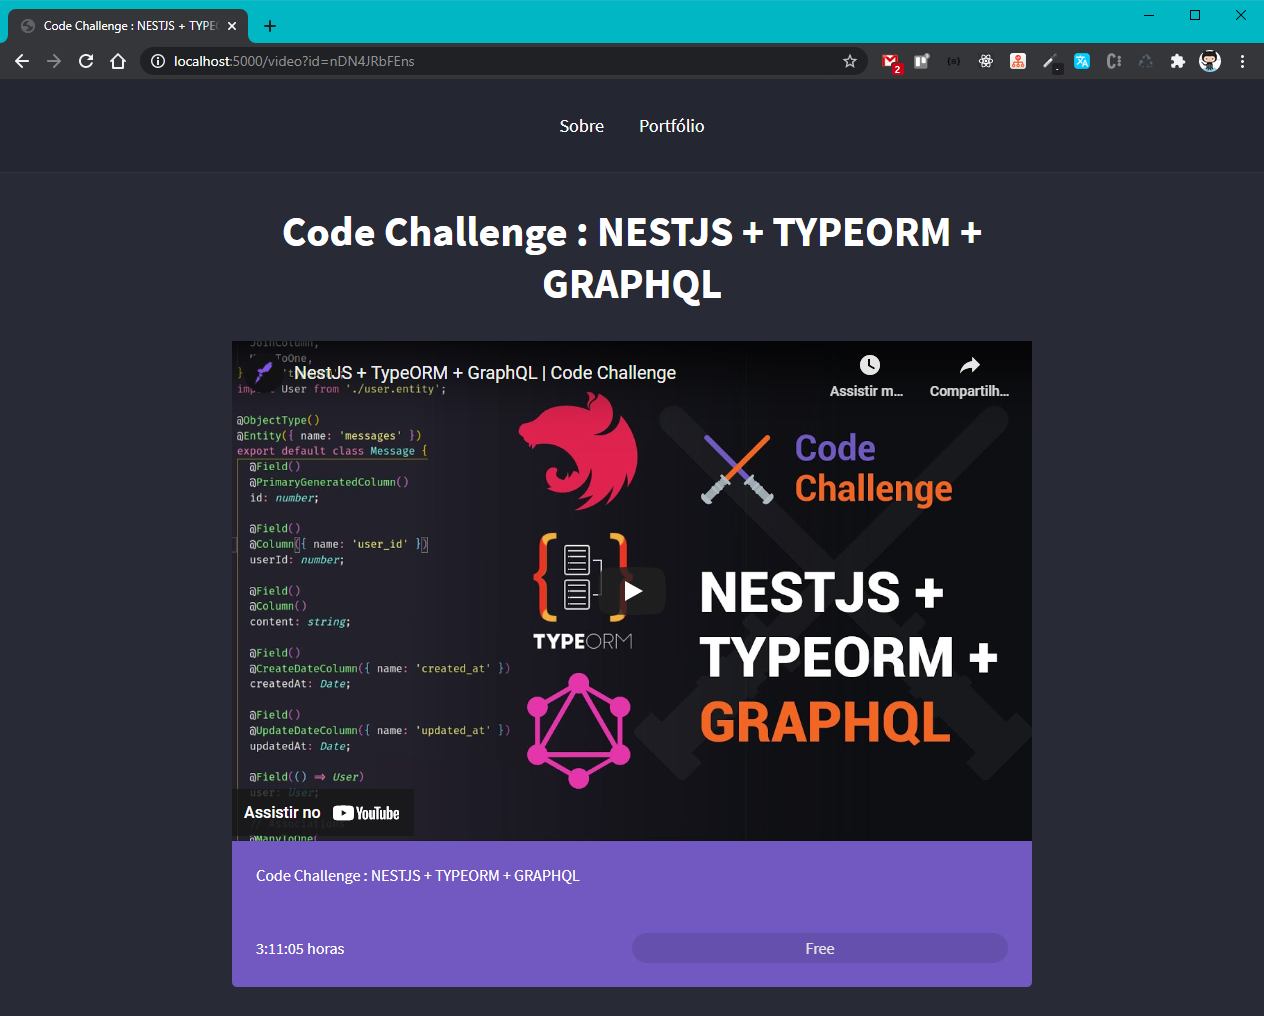 Code Challenge : NESTJS + TYPE
localhost:5000/video?id=nDN4JRbFEns
2
Sobre Portfólio
Code Challenge : NESTJS + TYPEORM +
GRAPHQL
JoinColumn,
NestJS + TypeORM + GraphQL | Code Challenge
Assistir m... Compartilh...
User from './user.entity';
@ObjectType()
@Entity({ name: 'messages' })
export default class Message {
@Field()
@PrimaryGeneratedColumn()
id: number;
@Field()
@Column({ name: 'user_id' })
userId: number;
@Field()
@Column()
content: string;
@Field()
@CreateDateColumn({ name: 'created_at' })
createdAt: Date;
@Field()
@UpdateDateColumn({ name: 'updated_at' })
updatedAt: Date;
@Field(() => User)
user: User;
@ManyToOne(
Code
Challenge
TYPEORM
NESTJS +
TYPEORM +
GRAPHQL
Assistir no YouTube
Code Challenge : NESTJS + TYPEORM + GRAPHQL
3:11:05 horas Free